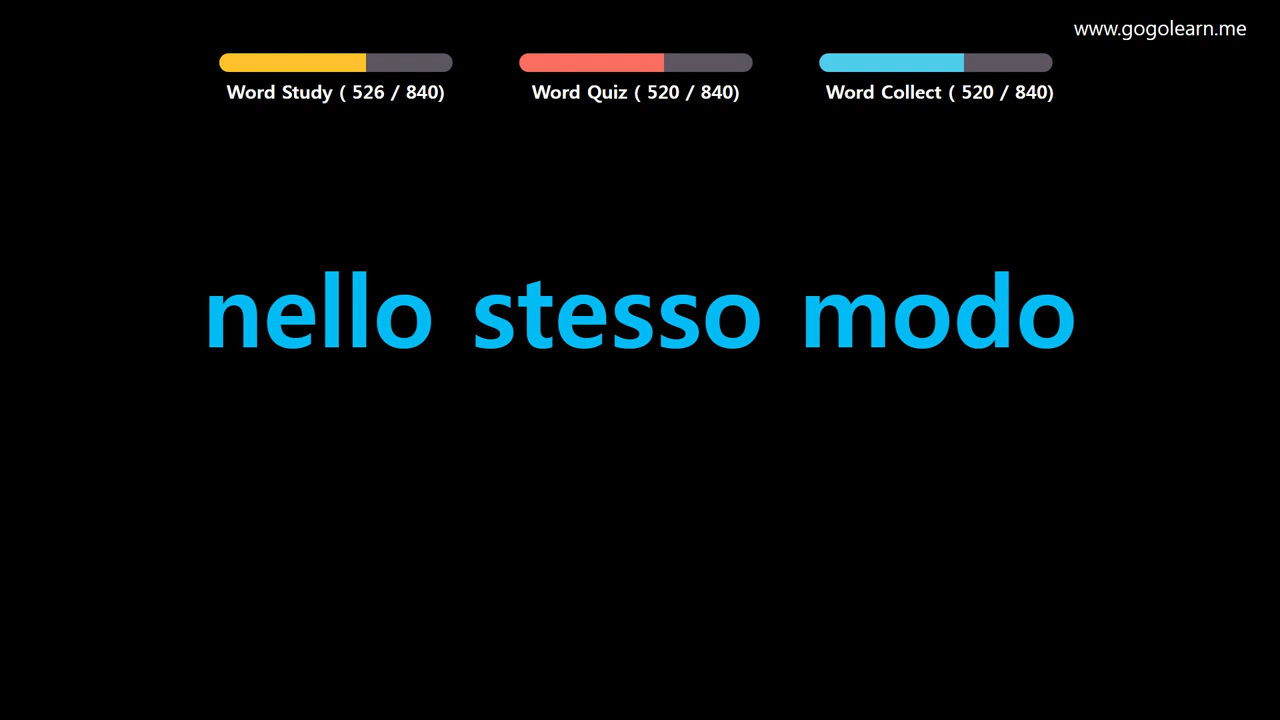 www.gogolearn.me
Word Study ( 526 / 840)
Word Quiz ( 520 / 840)
Word Collect ( 520 / 840)
nello stesso modo